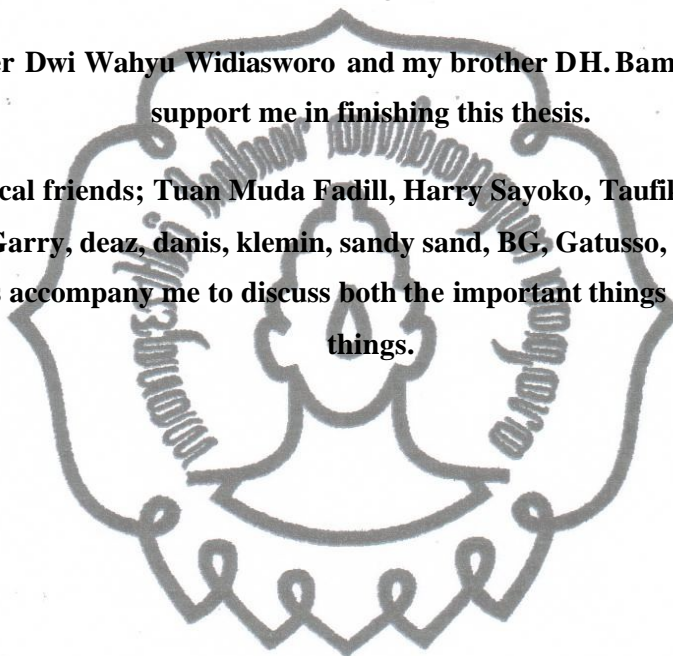 er Dwi Wahyu Widiasworo and my brother DH. Bam
support me in finishing this thesis.
cal friends; Tuan Muda Fadill, Harry Sayoko, Taufik
Garry, deaz, danis, klemin, sandy sand, BG, Gatusso,
s accompany me to discuss both the important things
things.